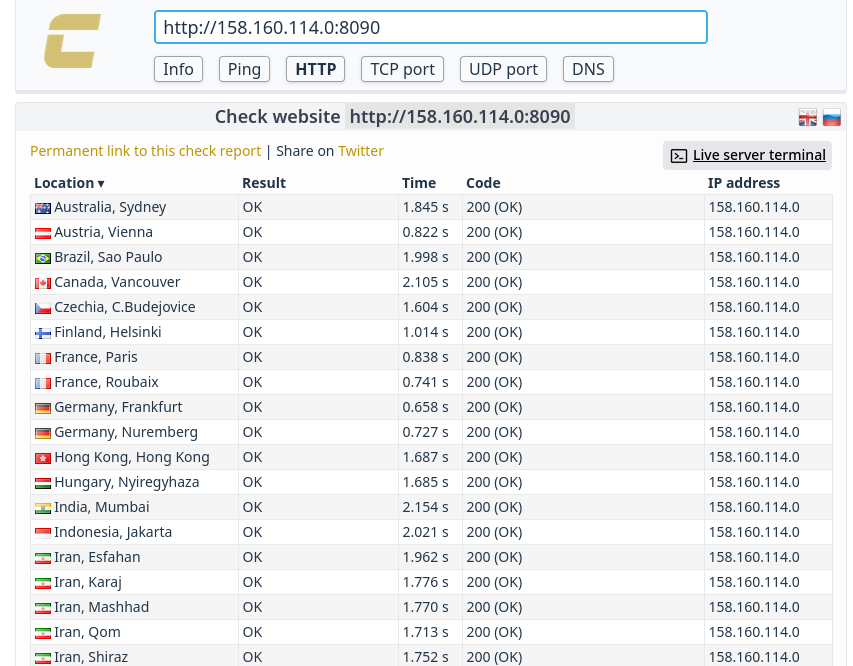 http://158.160.114.0:8090
Info Ping HTTP TCP port UDP port DNS
Check website http://158.160.114.0:8090
Permanent link to this check report | Share on Twitter
Live server terminal
Location ▾ Result Time Code IP address
Australia, Sydney OK 1.845 s 200 (OK) 158.160.114.0
Austria, Vienna OK 0.822 s 200 (OK) 158.160.114.0
Brazil, Sao Paulo OK 1.998 s 200 (OK) 158.160.114.0
Canada, Vancouver OK 2.105 s 200 (OK) 158.160.114.0
Czechia, C.Budejovice OK 1.604 s 200 (OK) 158.160.114.0
Finland, Helsinki OK 1.014 s 200 (OK) 158.160.114.0
France, Paris OK 0.838 s 200 (OK) 158.160.114.0
France, Roubaix OK 0.741 s 200 (OK) 158.160.114.0
Germany, Frankfurt OK 0.658 s 200 (OK) 158.160.114.0
Germany, Nuremberg OK 0.727 s 200 (OK) 158.160.114.0
Hong Kong, Hong Kong OK 1.687 s 200 (OK) 158.160.114.0
Hungary, Nyiregyhaza OK 1.685 s 200 (OK) 158.160.114.0
India, Mumbai OK 2.154 s 200 (OK) 158.160.114.0
Indonesia, Jakarta OK 2.021 s 200 (OK) 158.160.114.0
Iran, Esfahan OK 1.962 s 200 (OK) 158.160.114.0
Iran, Karaj OK 1.776 s 200 (OK) 158.160.114.0
Iran, Mashhad OK 1.770 s 200 (OK) 158.160.114.0
Iran, Qom OK 1.713 s 200 (OK) 158.160.114.0
Iran, Shiraz OK 1.752 s 200 (OK) 158.160.114.0